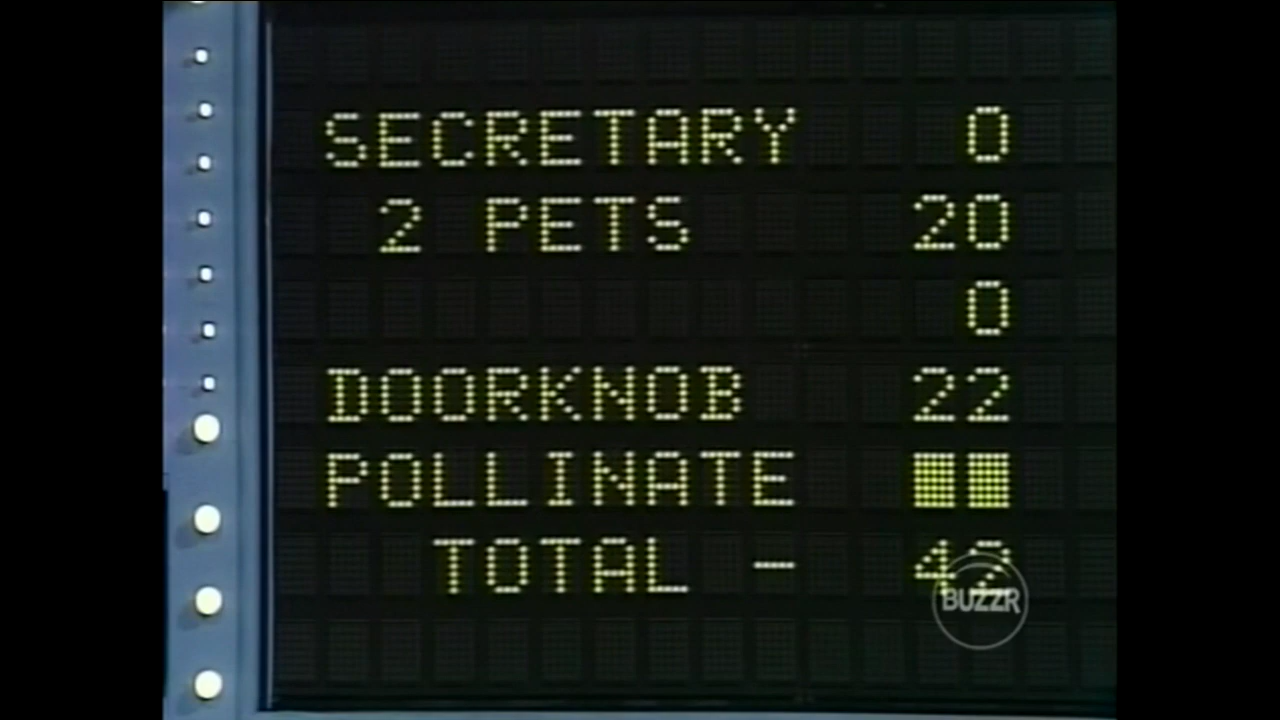 SECRETARY 0
2 PETS 20
0
DOORKNOB 22
POLLINATE
TOTAL - 42
BUZZR